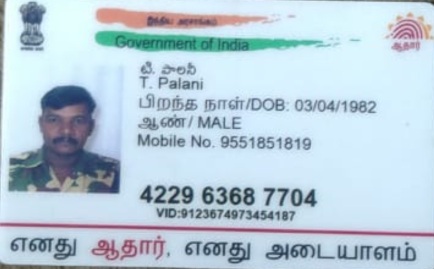 இந்திய அரசாங்கம்
Government of India
ஆதார்
டி. பழனி
T. Palani
பிறந்த நாள்/DOB: 03/04/1982
ஆண்/ MALE
Mobile No. 9551851819
4229 6368 7704
VID:9123674973454187
எனது ஆதார், எனது அடையாளம்